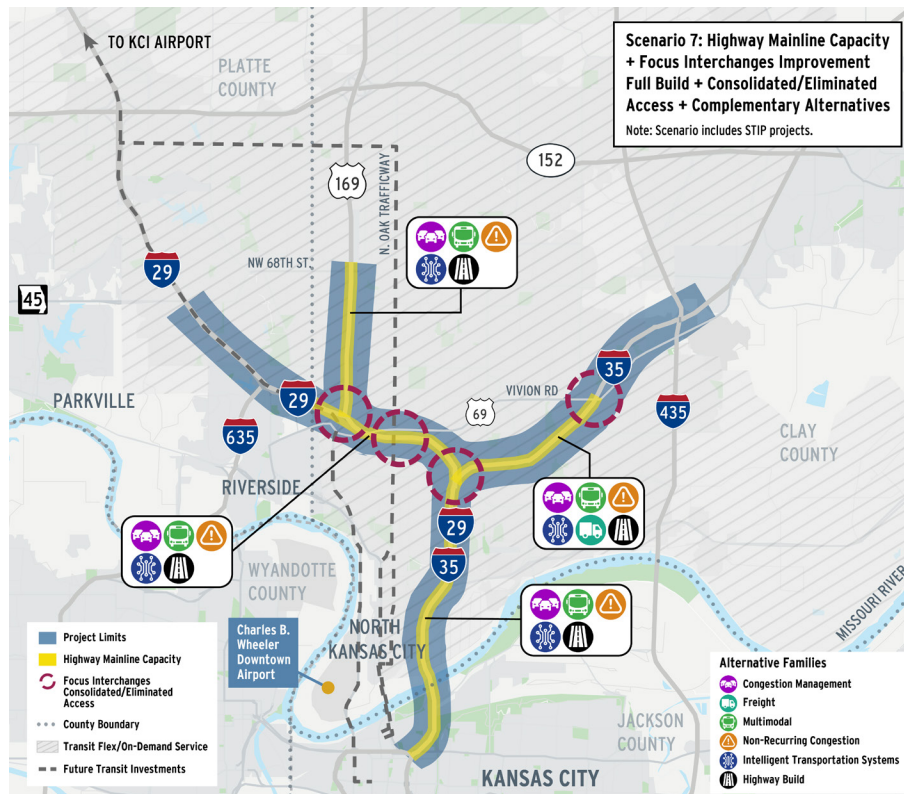 TO KCI AIRPORT
PLATTE
COUNTY
Scenario 7: Highway Mainline Capacity
+ Focus Interchanges Improvement
Full Build + Consolidated/Eliminated
Access + Complementary Alternatives
Note: Scenario includes STIP projects.
152
169
N. OAK TRAFFICWAY
NW 68TH ST.
29
45
35
VIVION RD
PARKVILLE
29
69
435
635
CLAY
COUNTY
RIVERSIDE
29
35
WYANDOTTE
COUNTY
MISSOURI RIVER
NORTH
KANSAS CITY
Charles B.
Wheeler
Downtown
Airport
JACKSON
COUNTY
KANSAS CITY
Project Limits
Highway Mainline Capacity
Focus Interchanges
Consolidated/Eliminated
Access
County Boundary
Transit Flex/On-Demand Service
Future Transit Investments
Alternative Families
Congestion Management
Freight
Multimodal
Non-Recurring Congestion
Intelligent Transportation Systems
Highway Build